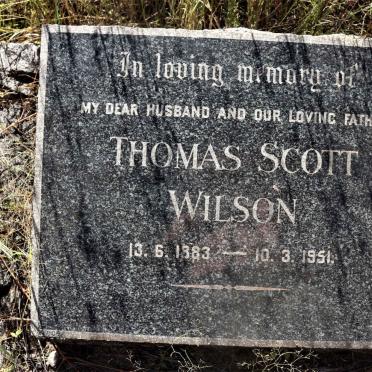 In loving memory of
MY DEAR HUSBAND AND OUR LOVING FATH
THOMAS SCOTT
WILSON
13. 6. 1883 — 10. 3. 1951.